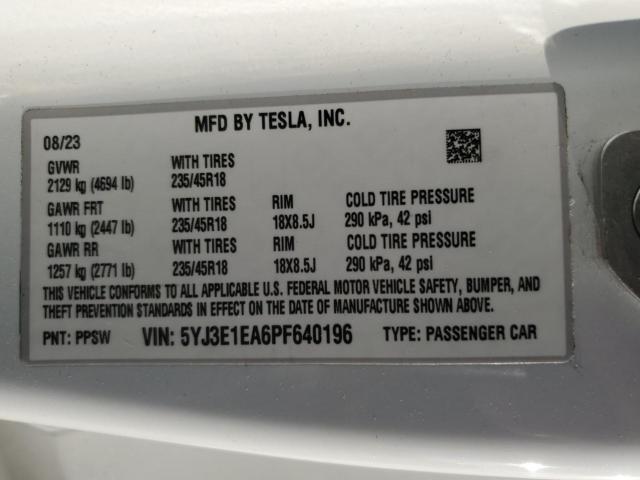 MFD BY TESLA, INC.
08/23
GVWR WITH TIRES
2129 kg (4694 lb) 235/45R18
GAWR FRT WITH TIRES RIM COLD TIRE PRESSURE
1110 kg (2447 lb) 235/45R18 18X8.5J 290 kPa, 42 psi
GAWR RR WITH TIRES RIM COLD TIRE PRESSURE
1257 kg (2771 lb) 235/45R18 18X8.5J 290 kPa, 42 psi
THIS VEHICLE CONFORMS TO ALL APPLICABLE U.S. FEDERAL MOTOR VEHICLE SAFETY, BUMPER, AND
THEFT PREVENTION STANDARDS IN EFFECT ON THE DATE OF MANUFACTURE SHOWN ABOVE.
PNT: PPSW VIN: 5YJ3E1EA6PF640196 TYPE: PASSENGER CAR